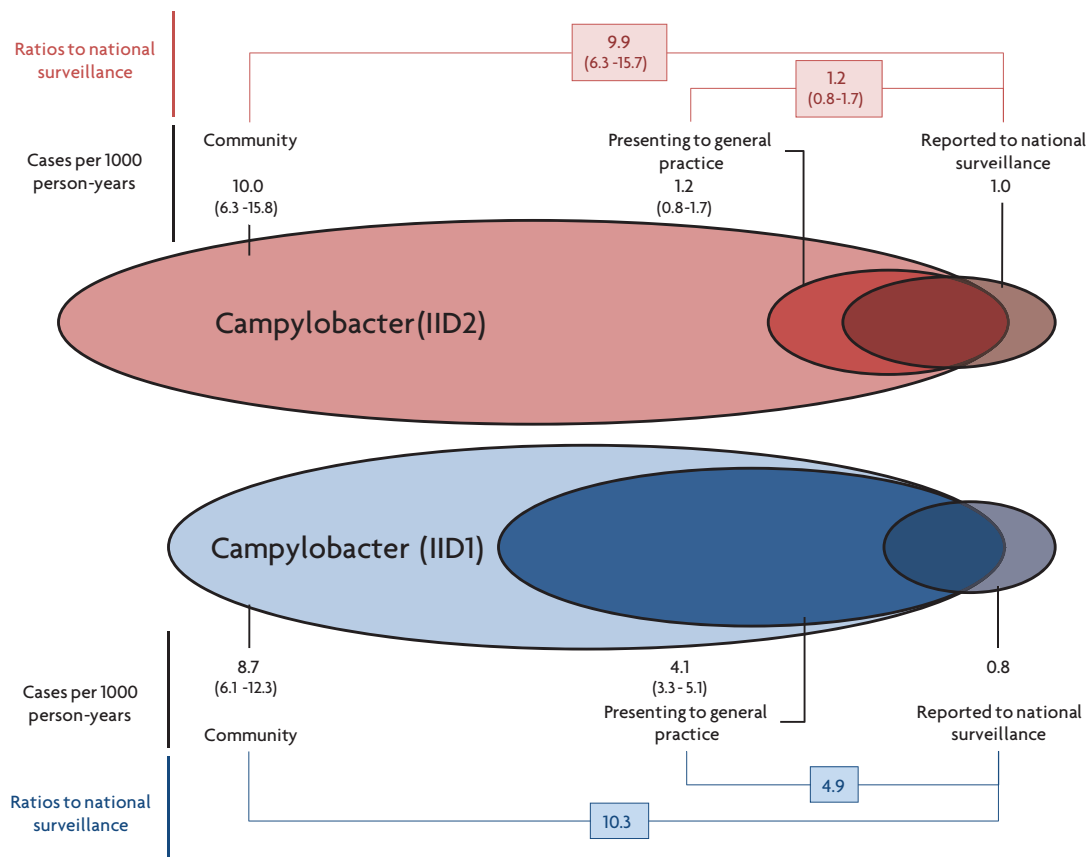 Ratios to national
surveillance
9.9
(6.3 -15.7)
1.2
(0.8-1.7)
Cases per 1000
person-years
Community
10.0
(6.3 -15.8)
Presenting to general
practice
1.2
(0.8-1.7)
Reported to national
surveillance
1.0
Campylobacter (IID2)
Campylobacter (IID1)
Cases per 1000
person-years
8.7
(6.1 -12.3)
Community
4.1
(3.3 - 5.1)
Presenting to general
practice
0.8
Reported to national
surveillance
Ratios to national
surveillance
4.9
10.3